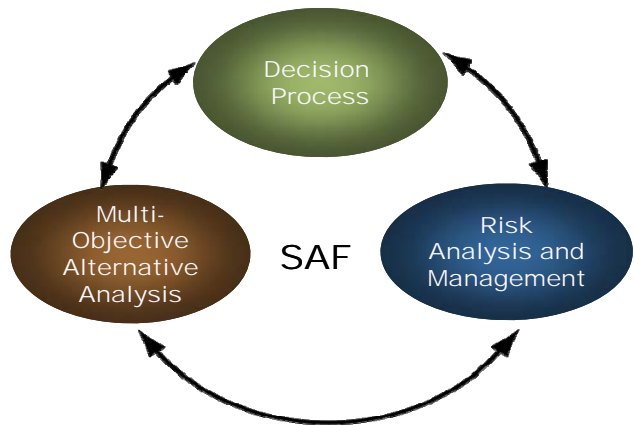 Decision
Process
Multi-
Objective
Alternative
Analysis
SAF
Risk
Analysis and
Management